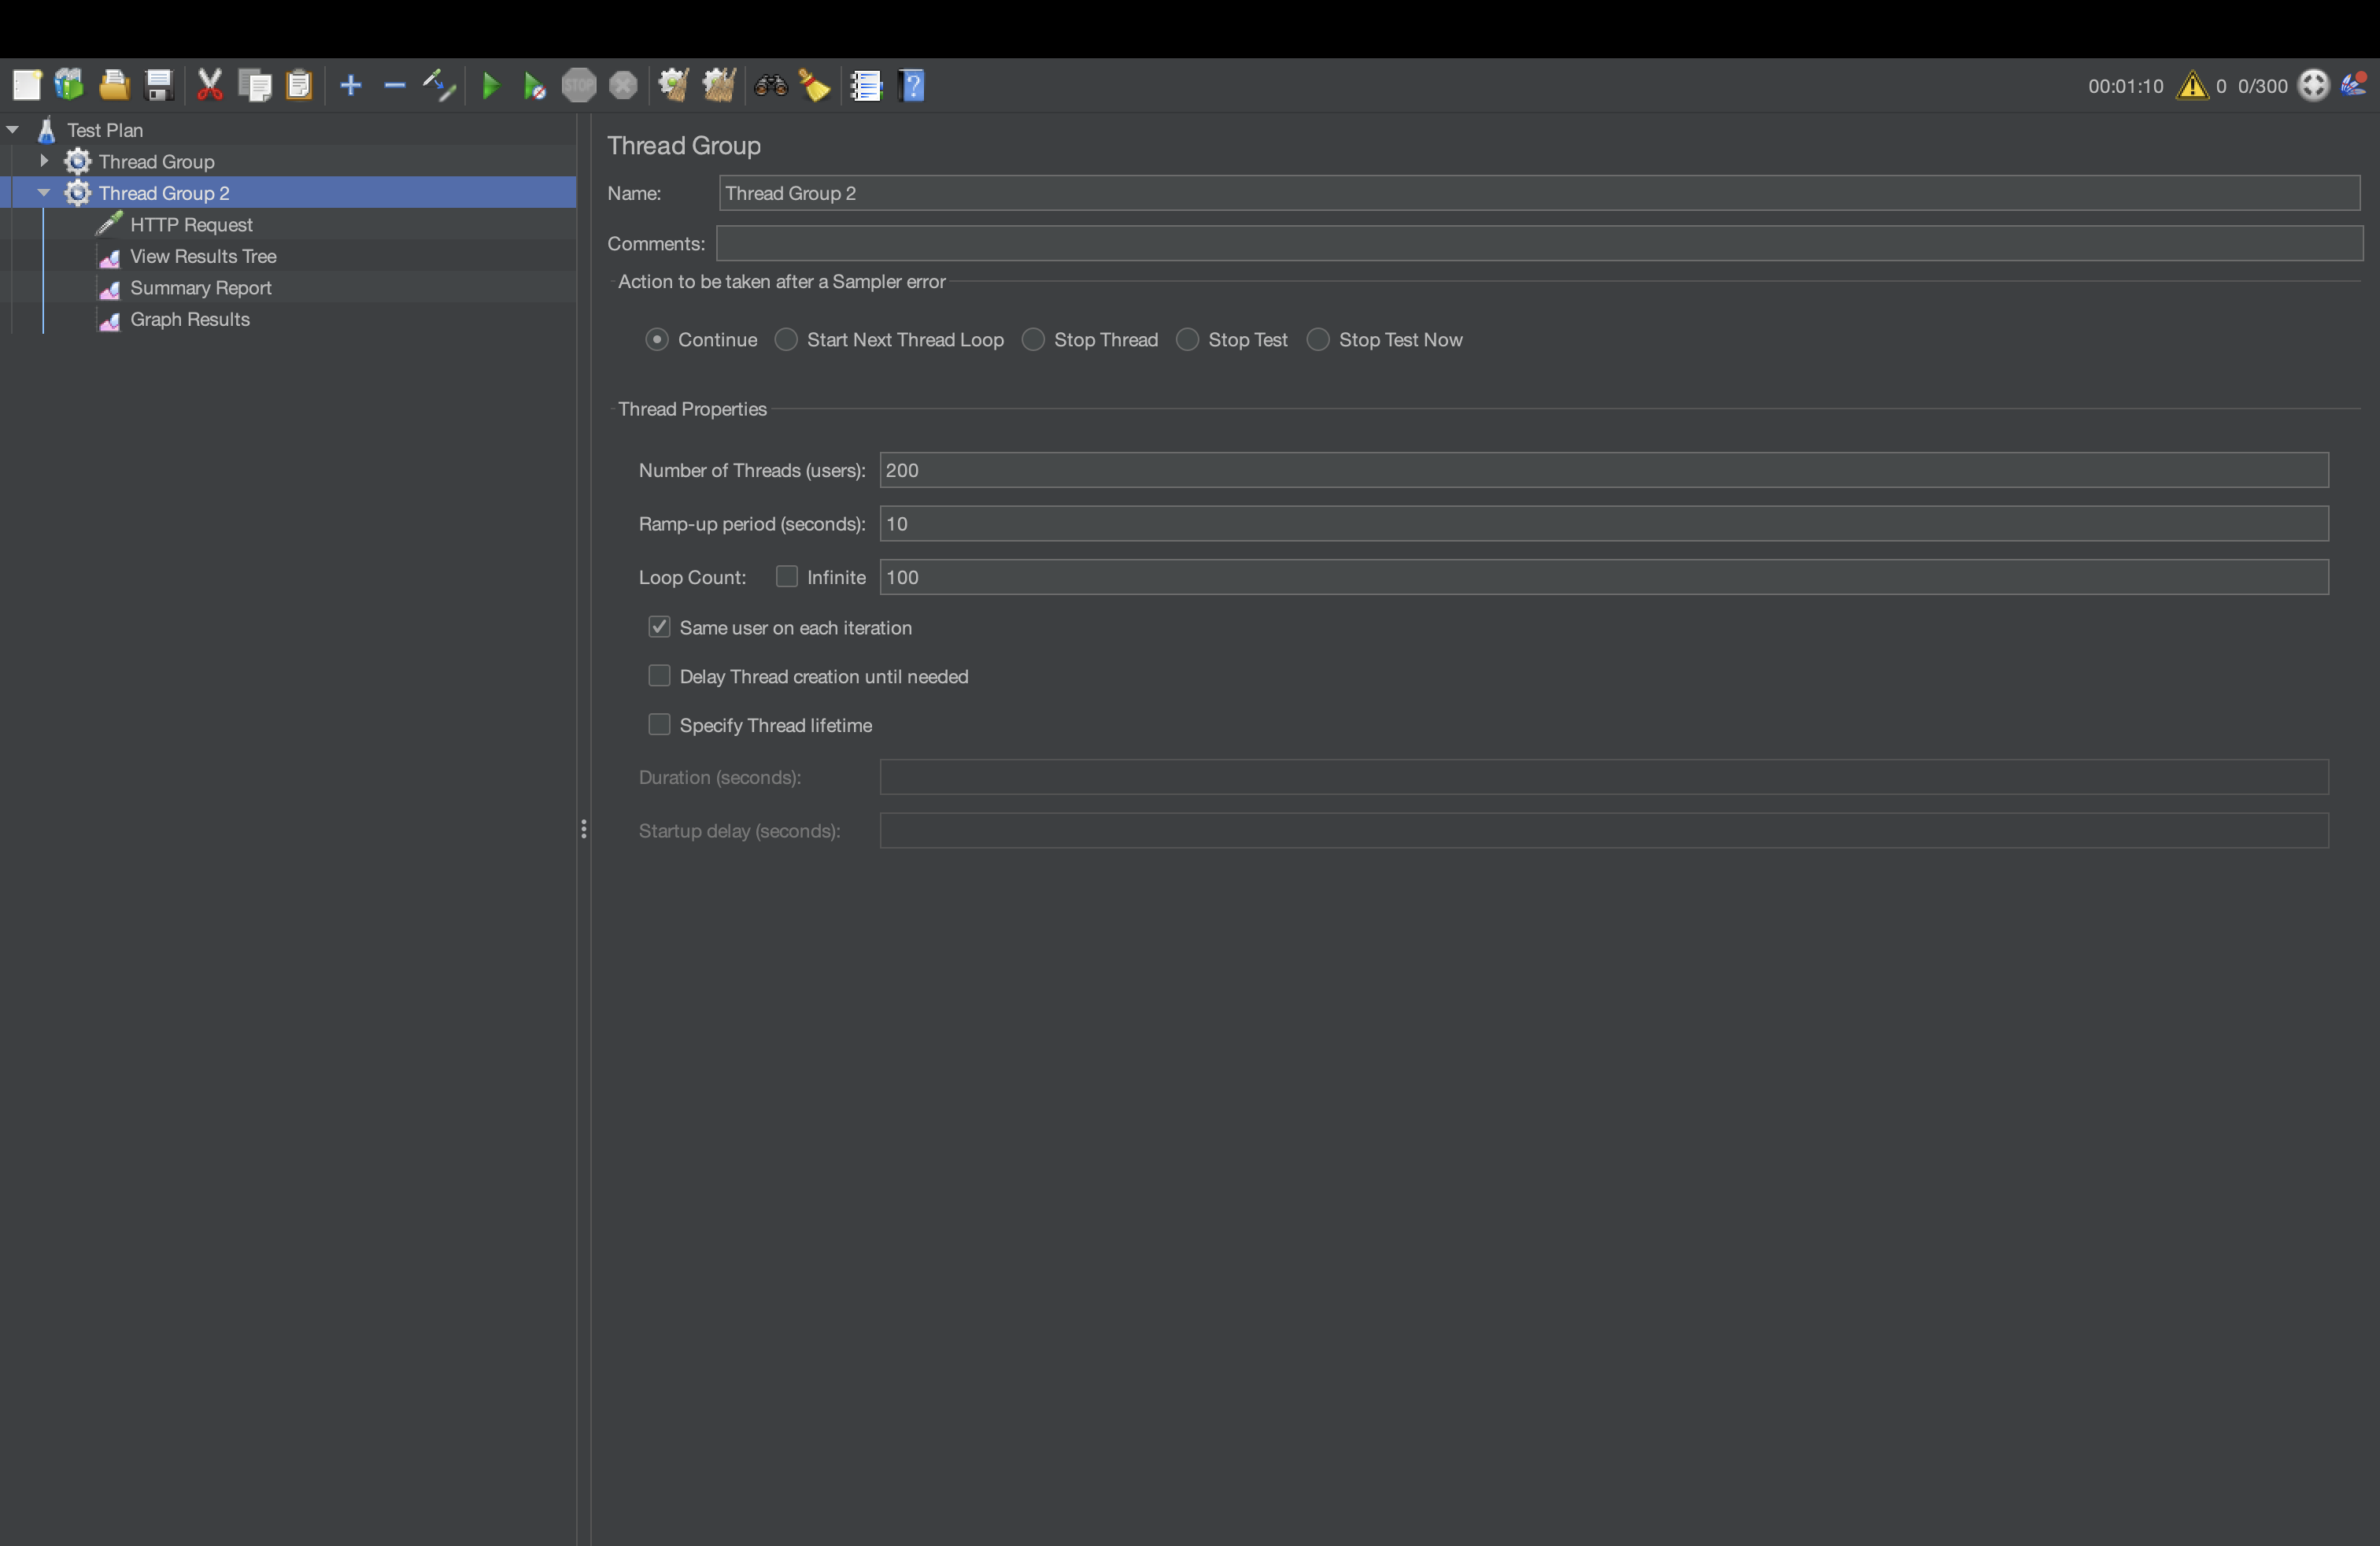 STOP
00:01:10 0 0/300
Test Plan
Thread Group
Thread Group 2
HTTP Request
View Results Tree
Summary Report
Graph Results
Thread Group
Name: Thread Group 2
Comments:
Action to be taken after a Sampler error
Continue Start Next Thread Loop Stop Thread Stop Test Stop Test Now
Thread Properties
Number of Threads (users): 200
Ramp-up period (seconds): 10
Loop Count: Infinite 100
Same user on each iteration
Delay Thread creation until needed
Specify Thread lifetime
Duration (seconds):
Startup delay (seconds):